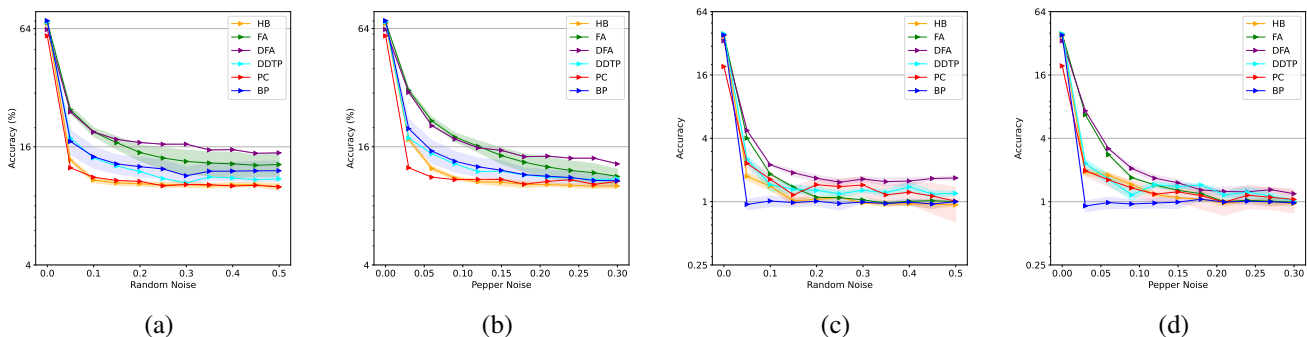 64
16
4
Accuracy (%)
0.0 0.1 0.2 0.3 0.4 0.5
Random Noise
HB
FA
DFA
DDTP
PC
BP
(a)
64
16
4
Accuracy (%)
0.00 0.05 0.10 0.15 0.20 0.25 0.30
Pepper Noise
HB
FA
DFA
DDTP
PC
BP
(b)
64
16
4
1
0.25
Accuracy
0.0 0.1 0.2 0.3 0.4 0.5
Random Noise
HB
FA
DFA
DDTP
PC
BP
(c)
64
16
4
1
0.25
Accuracy
0.00 0.05 0.10 0.15 0.20 0.25 0.30
Pepper Noise
HB
FA
DFA
DDTP
PC
BP
(d)